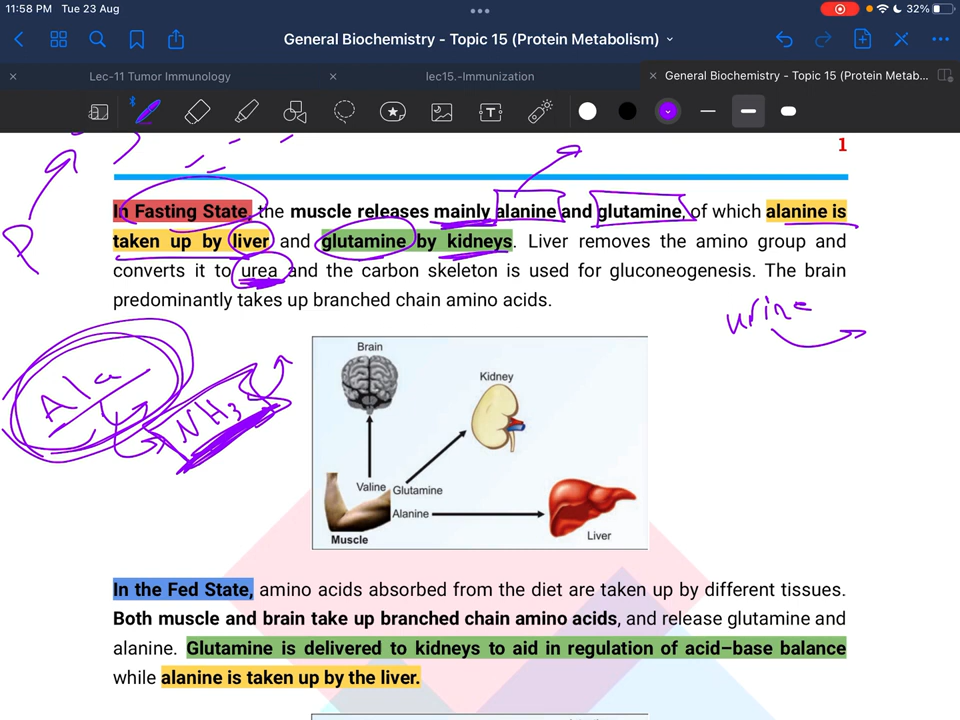 11:58 PM Tue 23 Aug
32%
General Biochemistry - Topic 15 (Protein Metabolism)
Lec-11 Tumor Immunology
lec15.-Immunization
General Biochemistry - Topic 15 (Protein Metab...
1
In Fasting State, the muscle releases mainly alanine and glutamine, of which alanine is
taken up by liver and glutamine by kidneys. Liver removes the amino group and
converts it to urea and the carbon skeleton is used for gluconeogenesis. The brain
predominantly takes up branched chain amino acids.
urine
Ala
NH3
Brain
Kidney
Valine
Glutamine
Alanine
Muscle
Liver
In the Fed State, amino acids absorbed from the diet are taken up by different tissues.
Both muscle and brain take up branched chain amino acids, and release glutamine and
alanine. Glutamine is delivered to kidneys to aid in regulation of acid–base balance
while alanine is taken up by the liver.